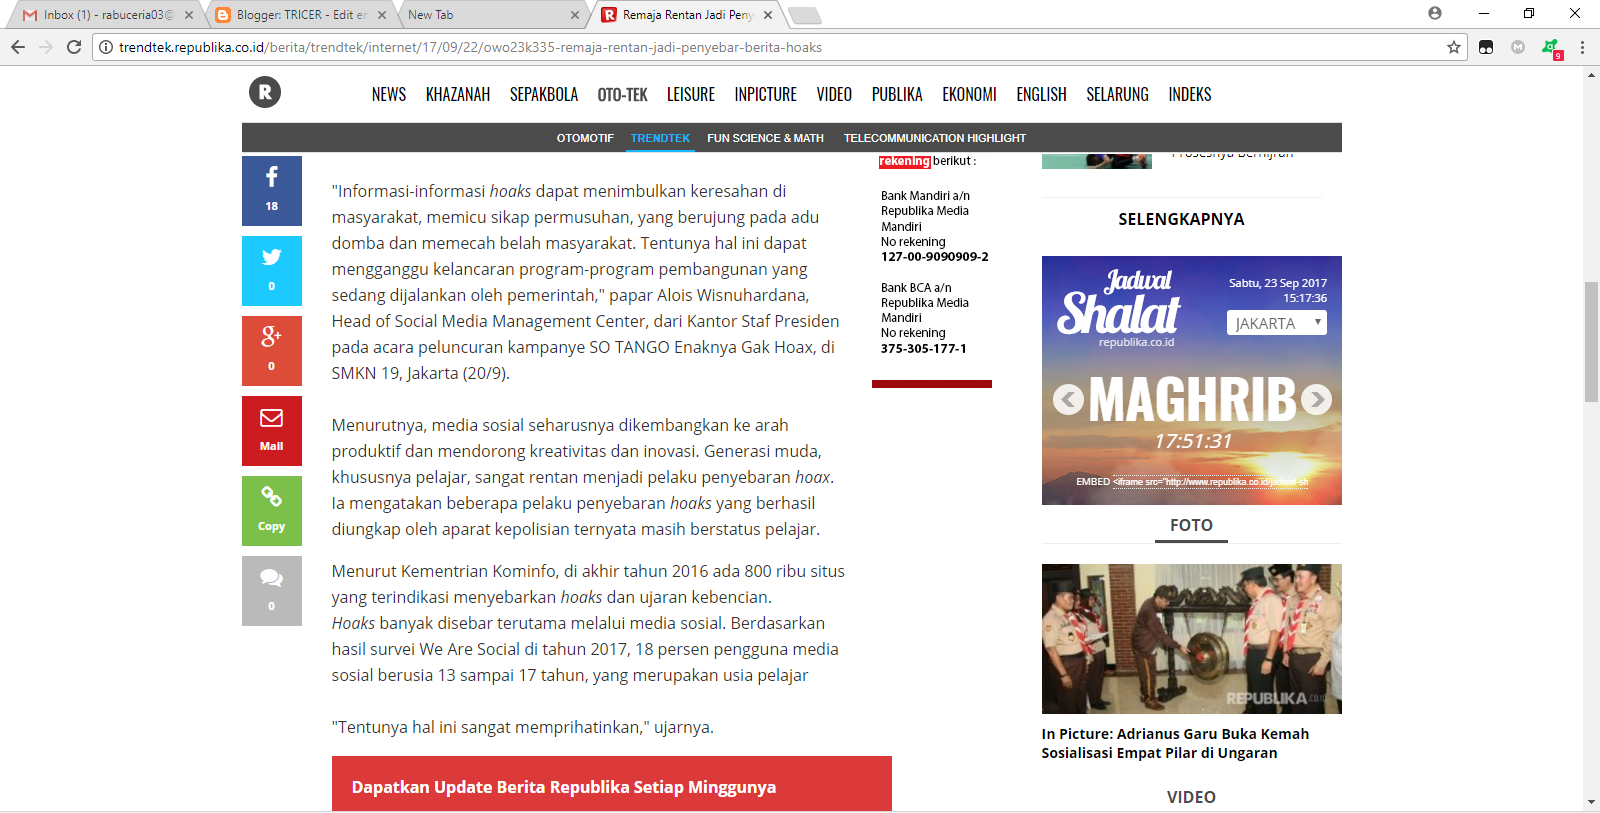 Inbox (1) - rabuceria03@
Blogger: TRICER - Edit en
New Tab
Remaja Rentan Jadi Peny
trendtek.republika.co.id/berita/trendtek/internet/17/09/22/owo23k335-remaja-rentan-jadi-penyebar-berita-hoaks
9
R
NEWS KHAZANAH SEPAKBOLA OTO-TEK LEISURE INPICTURE VIDEO PUBLIKA EKONOMI ENGLISH SELARUNG INDEKS
OTOMOTIF TRENDTEK FUN SCIENCE & MATH TELECOMMUNICATION HIGHLIGHT
18
0
0
Mail
Copy
0
"Informasi-informasi hoaks dapat menimbulkan keresahan di
masyarakat, memicu sikap permusuhan, yang berujung pada adu
domba dan memecah belah masyarakat. Tentunya hal ini dapat
mengganggu kelancaran program-program pembangunan yang
sedang dijalankan oleh pemerintah," papar Alois Wisnuhardana,
Head of Social Media Management Center, dari Kantor Staf Presiden
pada acara peluncuran kampanye SO TANGO Enaknya Gak Hoax, di
SMKN 19, Jakarta (20/9).
Menurutnya, media sosial seharusnya dikembangkan ke arah
produktif dan mendorong kreativitas dan inovasi. Generasi muda,
khususnya pelajar, sangat rentan menjadi pelaku penyebaran hoax.
Ia mengatakan beberapa pelaku penyebaran hoaks yang berhasil
diungkap oleh aparat kepolisian ternyata masih berstatus pelajar.
Menurut Kementrian Kominfo, di akhir tahun 2016 ada 800 ribu situs
yang terindikasi menyebarkan hoaks dan ujaran kebencian.
Hoaks banyak disebar terutama melalui media sosial. Berdasarkan
hasil survei We Are Social di tahun 2017, 18 persen pengguna media
sosial berusia 13 sampai 17 tahun, yang merupakan usia pelajar
"Tentunya hal ini sangat memprihatinkan," ujarnya.
Dapatkan Update Berita Republika Setiap Minggunya
rekening berikut :
Bank Mandiri a/n
Republika Media
Mandiri
No rekening
127-00-9090909-2
Bank BCA a/n
Republika Media
Mandiri
No rekening
375-305-177-1
Prosesnya Berhijrah
SELENGKAPNYA
Jadwal
Shalat
republika.co.id
Sabtu, 23 Sep 2017
15:17:36
JAKARTA
MAGHRIB
17:51:31
EMBED <iframe src="http://www.republika.co.id/jadwal-sh
FOTO
REPUBLIKA.CO.ID
In Picture: Adrianus Garu Buka Kemah
Sosialisasi Empat Pilar di Ungaran
VIDEO